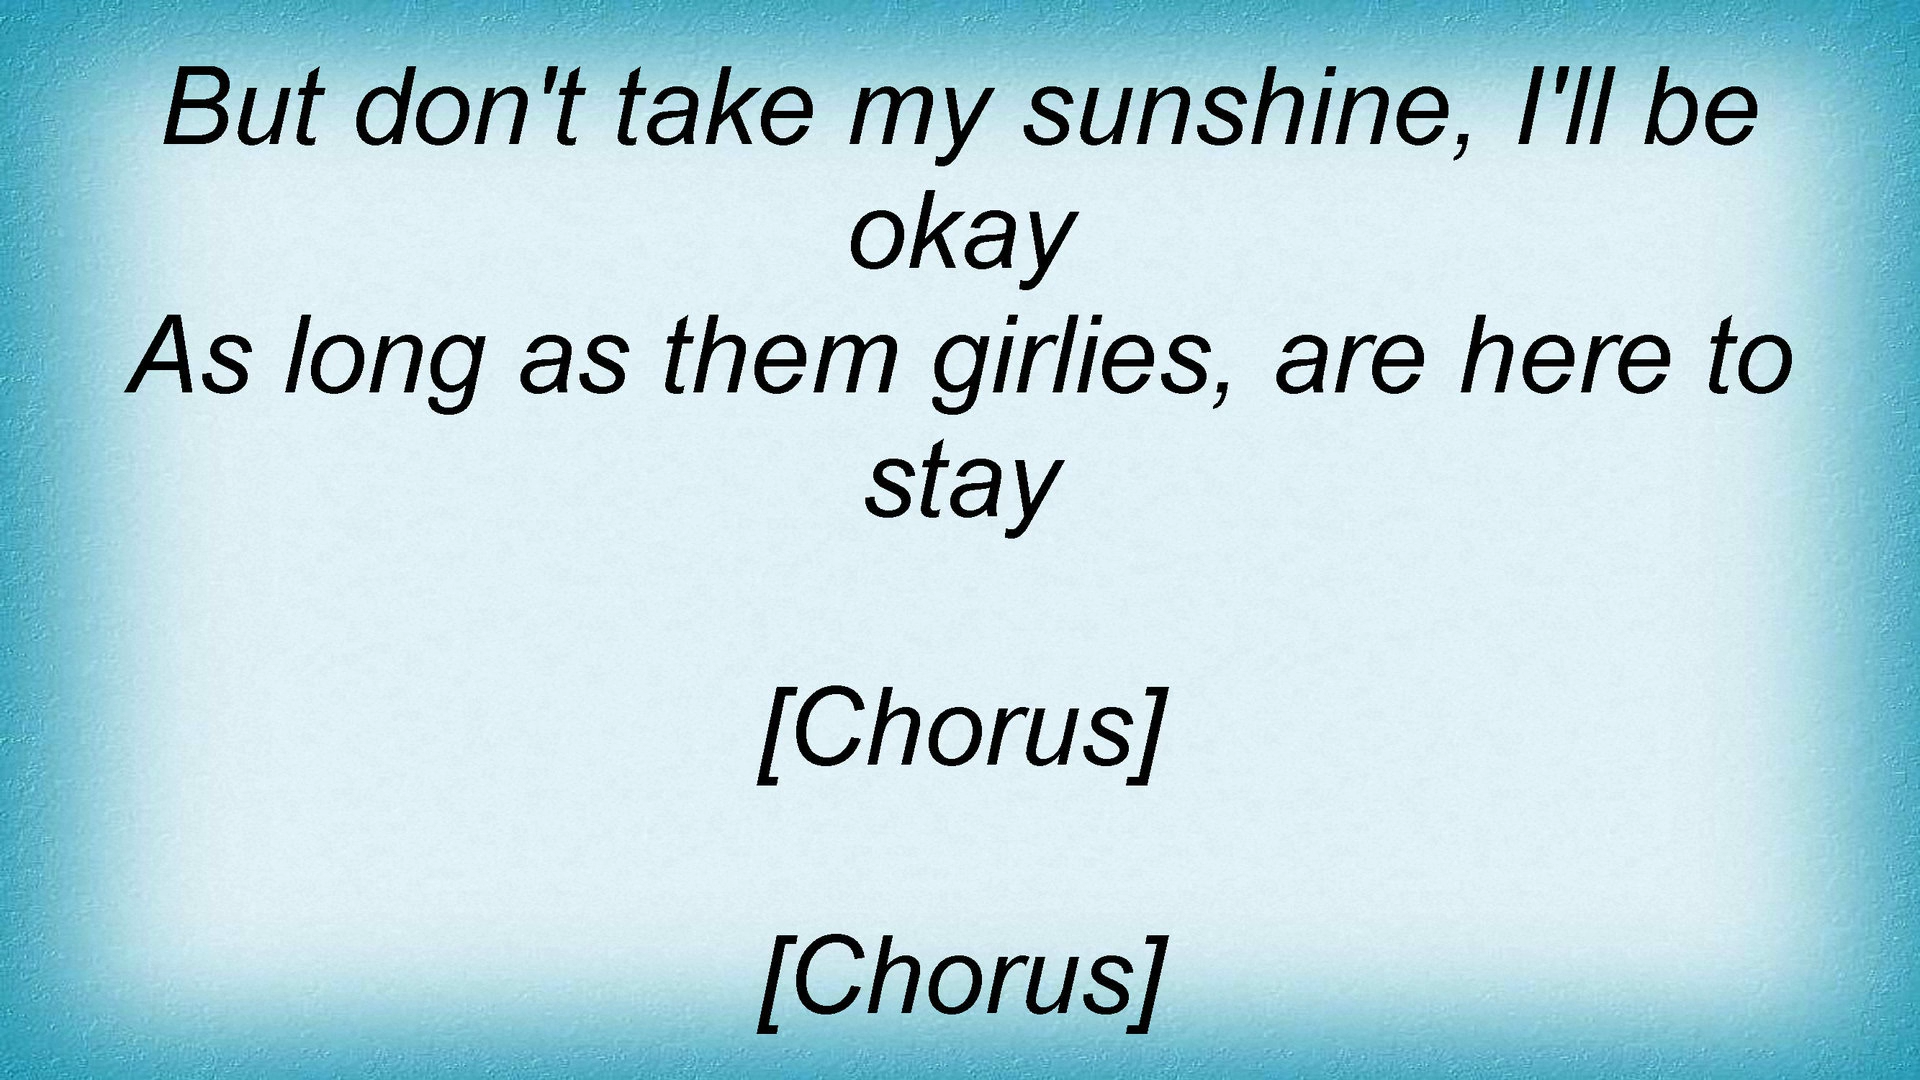 But don't take my sunshine, I'll be
okay
As long as them girlies, are here to
stay
[Chorus]
[Chorus]